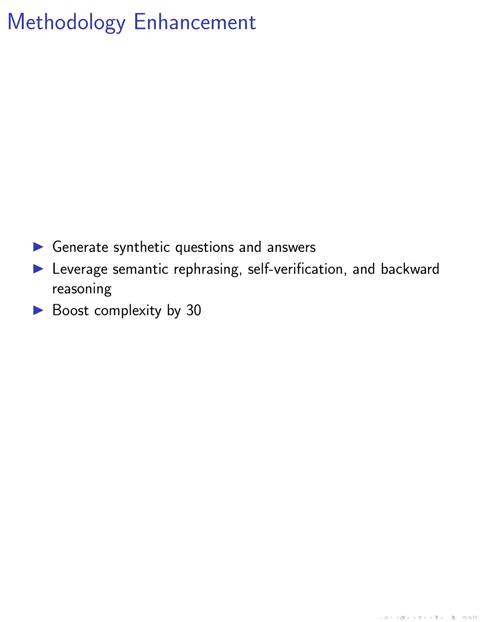 Methodology Enhancement
▶ Generate synthetic questions and answers
▶ Leverage semantic rephrasing, self-verification, and backward
reasoning
▶ Boost complexity by 30